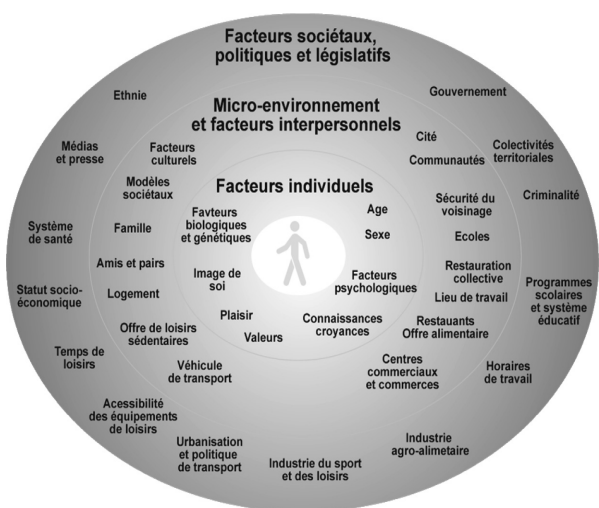 Facteurs sociétaux,
politiques et législatifs
Ethnie
Gouvernement
Micro-environnement
et facteurs interpersonnels
Médias
et presse
Facteurs
culturels
Cité
Communautés
Colectivités
territoriales
Modèles
sociétaux
Facteurs individuels
Sécurité du
voisinage
Criminalité
Système
de santé
Famille
Favteurs
biologiques
et génétiques
Age
Sexe
Ecoles
Amis et pairs
Image de
soi
Facteurs
psychologiques
Restauration
collective
Statut socio-
économique
Logement
Lieu de travail
Programmes
scolaires
et système
éducatif
Offre de loisirs
sédentaires
Plaisir
Valeurs
Connaissances
croyances
Restauants
Offre alimentaire
Temps de
loisirs
Véhicule
de transport
Centres
commerciaux
et commerces
Horaires
de travail
Acessibilité
des équipements
de loisirs
Urbanisation
et politique
de transport
Industrie du sport
et des loisirs
Industrie
agro-alimetaire